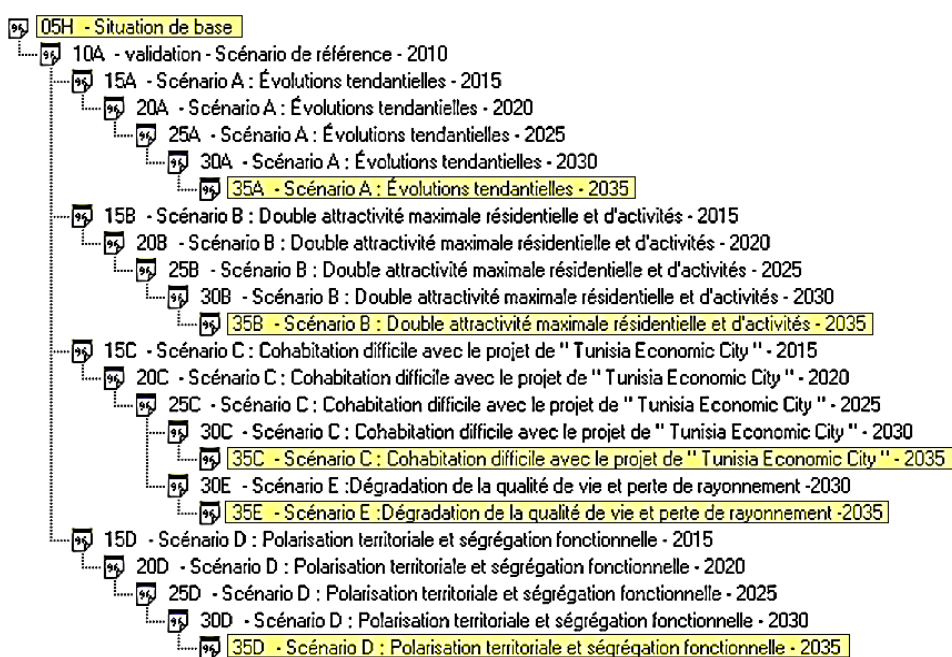 05H - Situation de base
10A - validation - Scénario de référence - 2010
15A - Scénario A : Évolutions tendantielles - 2015
20A - Scénario A : Évolutions tendantielles - 2020
25A - Scénario A : Évolutions tendantielles - 2025
30A - Scénario A : Évolutions tendantielles - 2030
35A - Scénario A : Évolutions tendantielles - 2035
15B - Scénario B : Double attractivité maximale résidentielle et d'activités - 2015
20B - Scénario B : Double attractivité maximale résidentielle et d'activités - 2020
25B - Scénario B : Double attractivité maximale résidentielle et d'activités - 2025
30B - Scénario B : Double attractivité maximale résidentielle et d'activités - 2030
35B - Scénario B : Double attractivité maximale résidentielle et d'activités - 2035
15C - Scénario C : Cohabitation difficile avec le projet de " Tunisia Economic City " - 2015
20C - Scénario C : Cohabitation difficile avec le projet de " Tunisia Economic City " - 2020
25C - Scénario C : Cohabitation difficile avec le projet de " Tunisia Economic City " - 2025
30C - Scénario C : Cohabitation difficile avec le projet de " Tunisia Economic City " - 2030
35C - Scénario C : Cohabitation difficile avec le projet de " Tunisia Economic City " - 2035
30E - Scénario E :Dégradation de la qualité de vie et perte de rayonnement -2030
35E - Scénario E :Dégradation de la qualité de vie et perte de rayonnement -2035
15D - Scénario D : Polarisation territoriale et ségrégation fonctionnelle - 2015
20D - Scénario D : Polarisation territoriale et ségrégation fonctionnelle - 2020
25D - Scénario D : Polarisation territoriale et ségrégation fonctionnelle - 2025
30D - Scénario D : Polarisation territoriale et ségrégation fonctionnelle - 2030
35D - Scénario D : Polarisation territoriale et ségrégation fonctionnelle - 2035